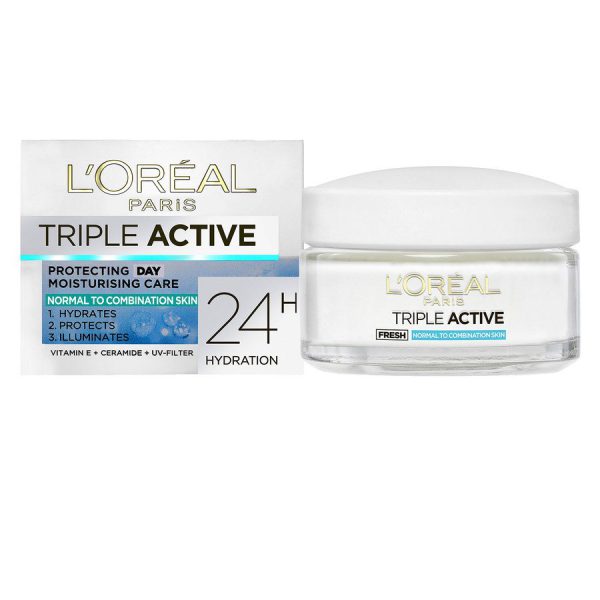 L'ORÉAL
PARiS
TRIPLE ACTIVE
PROTECTING DAY
MOISTURISING CARE
NORMAL TO COMBINATION SKIN
1. HYDRATES
2. PROTECTS
3. ILLUMINATES
VITAMIN E + CERAMIDE + UV-FILTER
24H
HYDRATION
L'ORÉAL
PARiS
TRIPLE ACTIVE
FRESH NORMAL TO COMBINATION SKIN